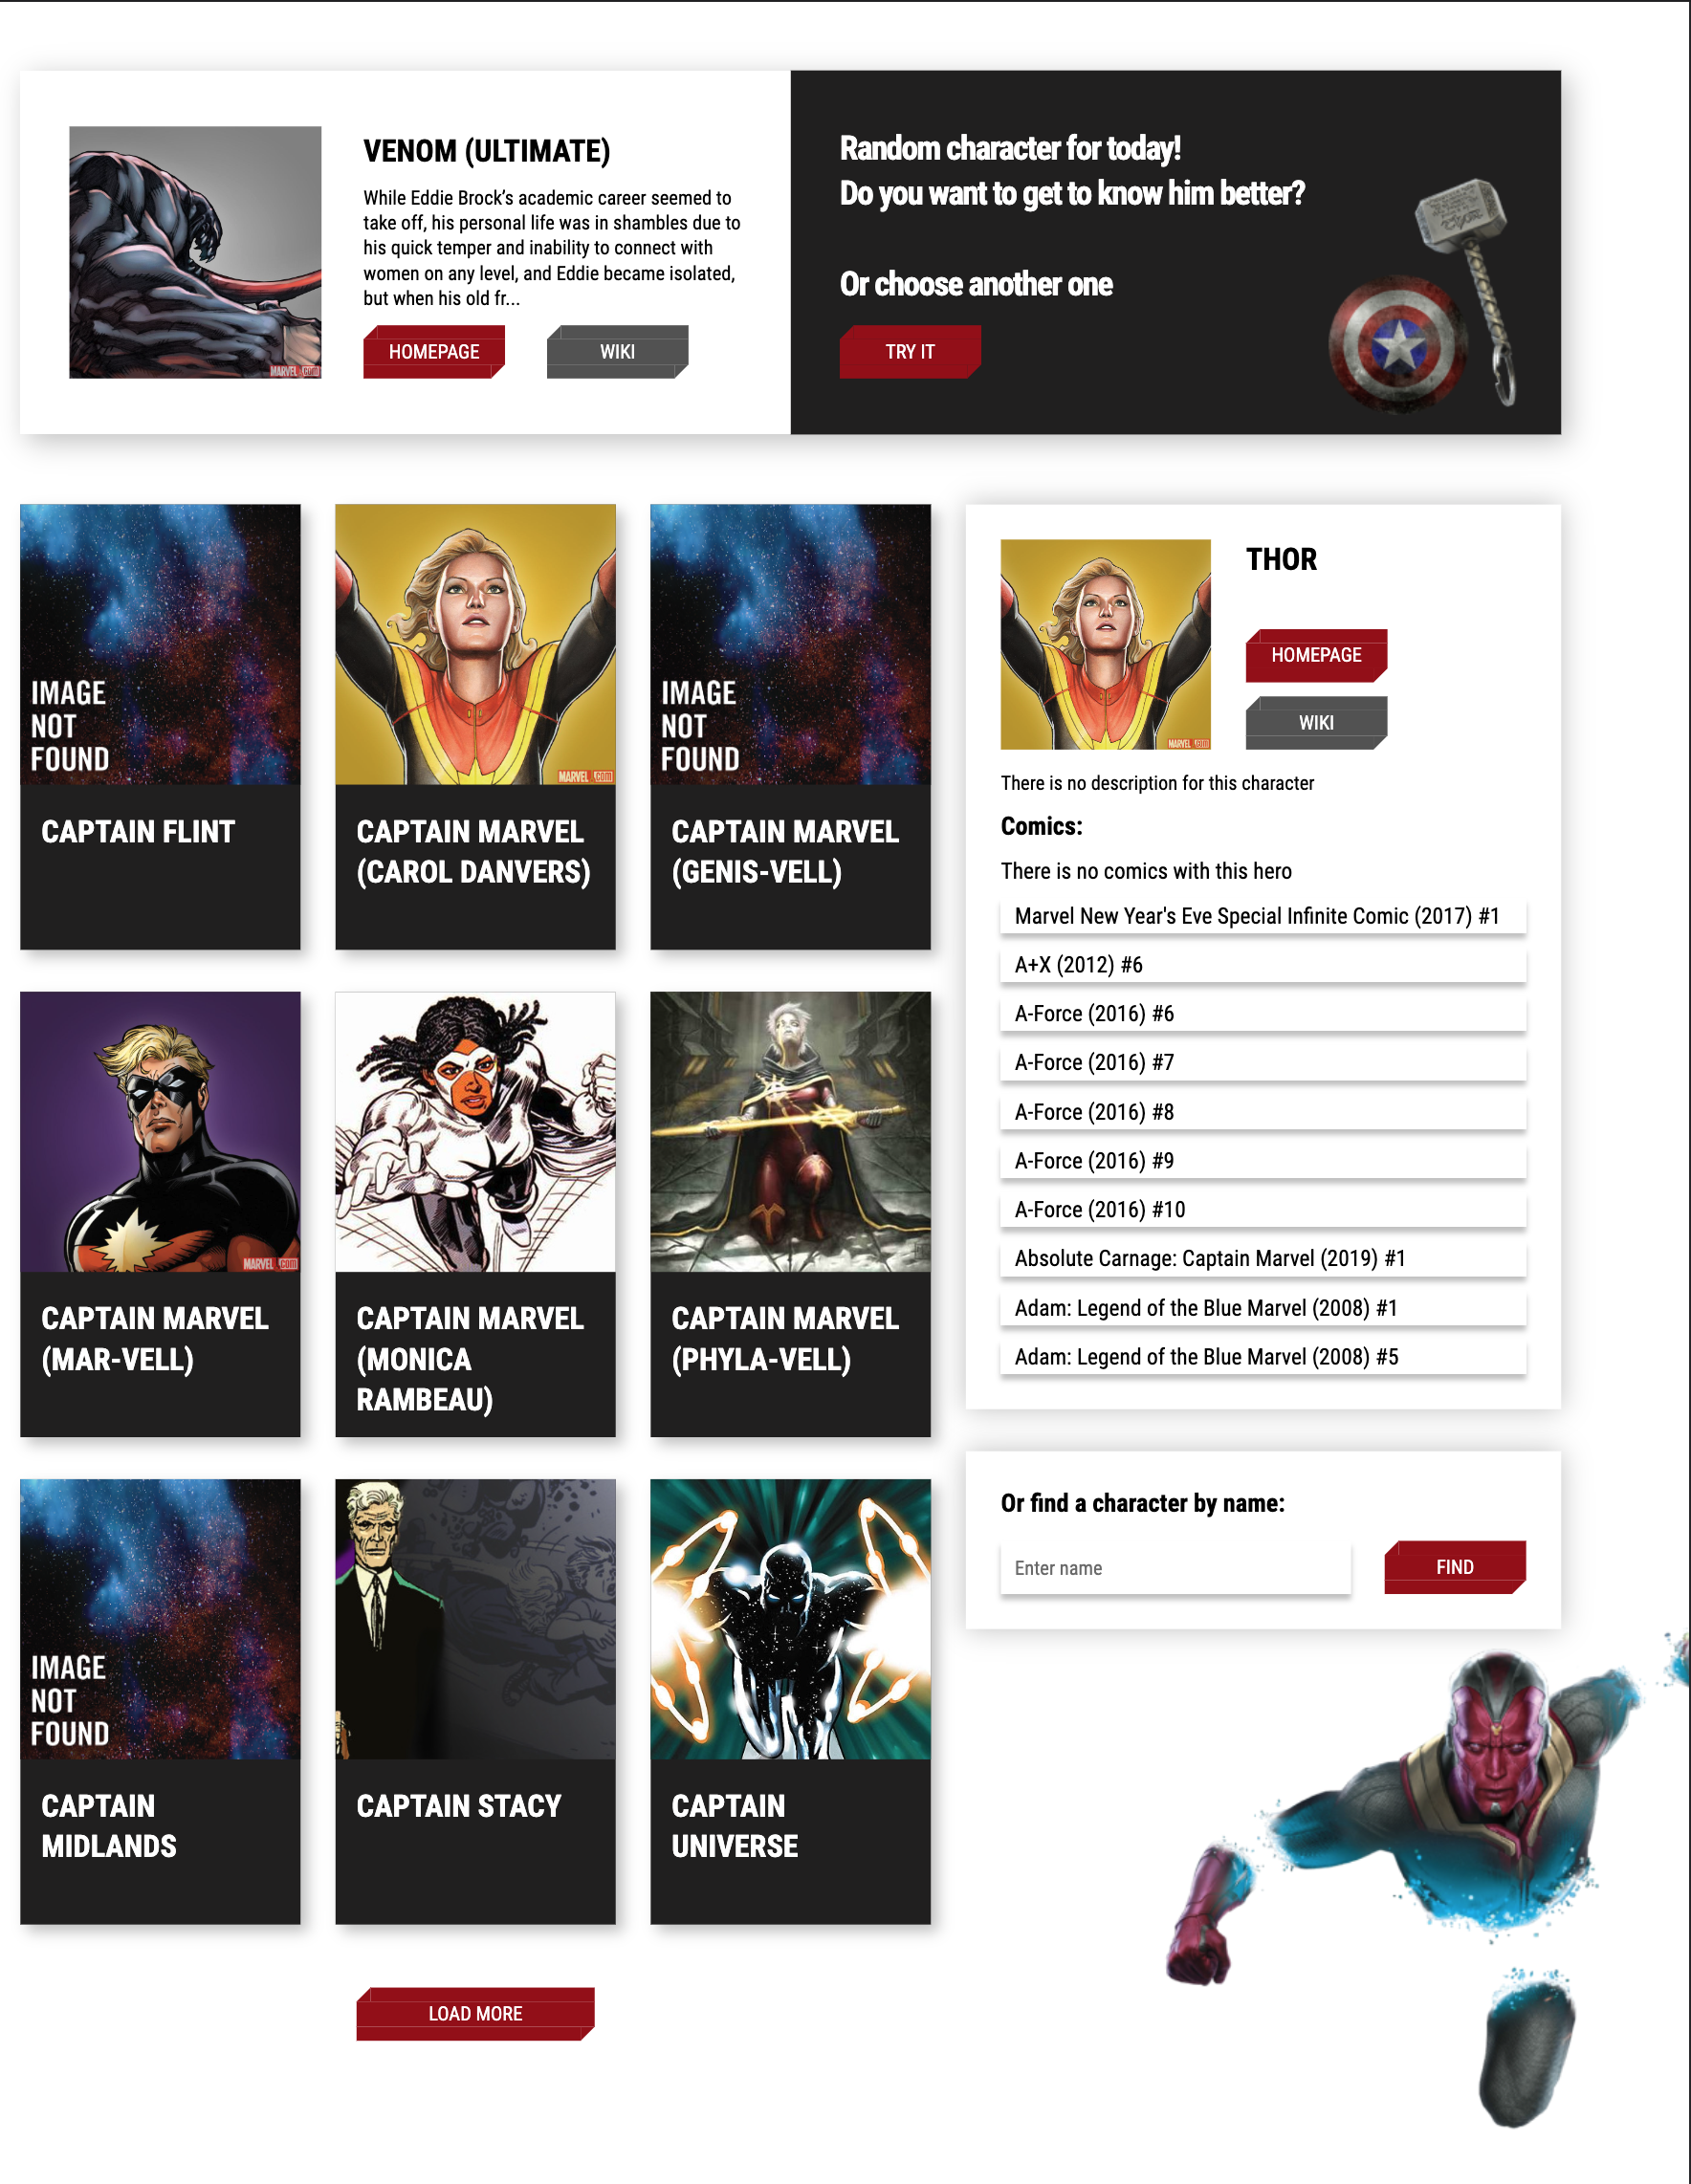 VENOM (ULTIMATE)
While Eddie Brock’s academic career seemed to
take off, his personal life was in shambles due to
his quick temper and inability to connect with
women on any level, and Eddie became isolated,
but when his old fr...
HOMEPAGE
WIKI
MARVEL.com
Random character for today!
Do you want to get to know him better?
Or choose another one
TRY IT
IMAGE
NOT
FOUND
CAPTAIN FLINT
MARVEL.com
CAPTAIN MARVEL
(CAROL DANVERS)
IMAGE
NOT
FOUND
CAPTAIN MARVEL
(GENIS-VELL)
MARVEL.com
CAPTAIN MARVEL
(MAR-VELL)
CAPTAIN MARVEL
(MONICA
RAMBEAU)
CAPTAIN MARVEL
(PHYLA-VELL)
IMAGE
NOT
FOUND
CAPTAIN
MIDLANDS
CAPTAIN STACY
CAPTAIN
UNIVERSE
LOAD MORE
THOR
HOMEPAGE
WIKI
MARVEL.com
There is no description for this character
Comics:
There is no comics with this hero
Marvel New Year's Eve Special Infinite Comic (2017) #1
A+X (2012) #6
A-Force (2016) #6
A-Force (2016) #7
A-Force (2016) #8
A-Force (2016) #9
A-Force (2016) #10
Absolute Carnage: Captain Marvel (2019) #1
Adam: Legend of the Blue Marvel (2008) #1
Adam: Legend of the Blue Marvel (2008) #5
Or find a character by name:
Enter name
FIND